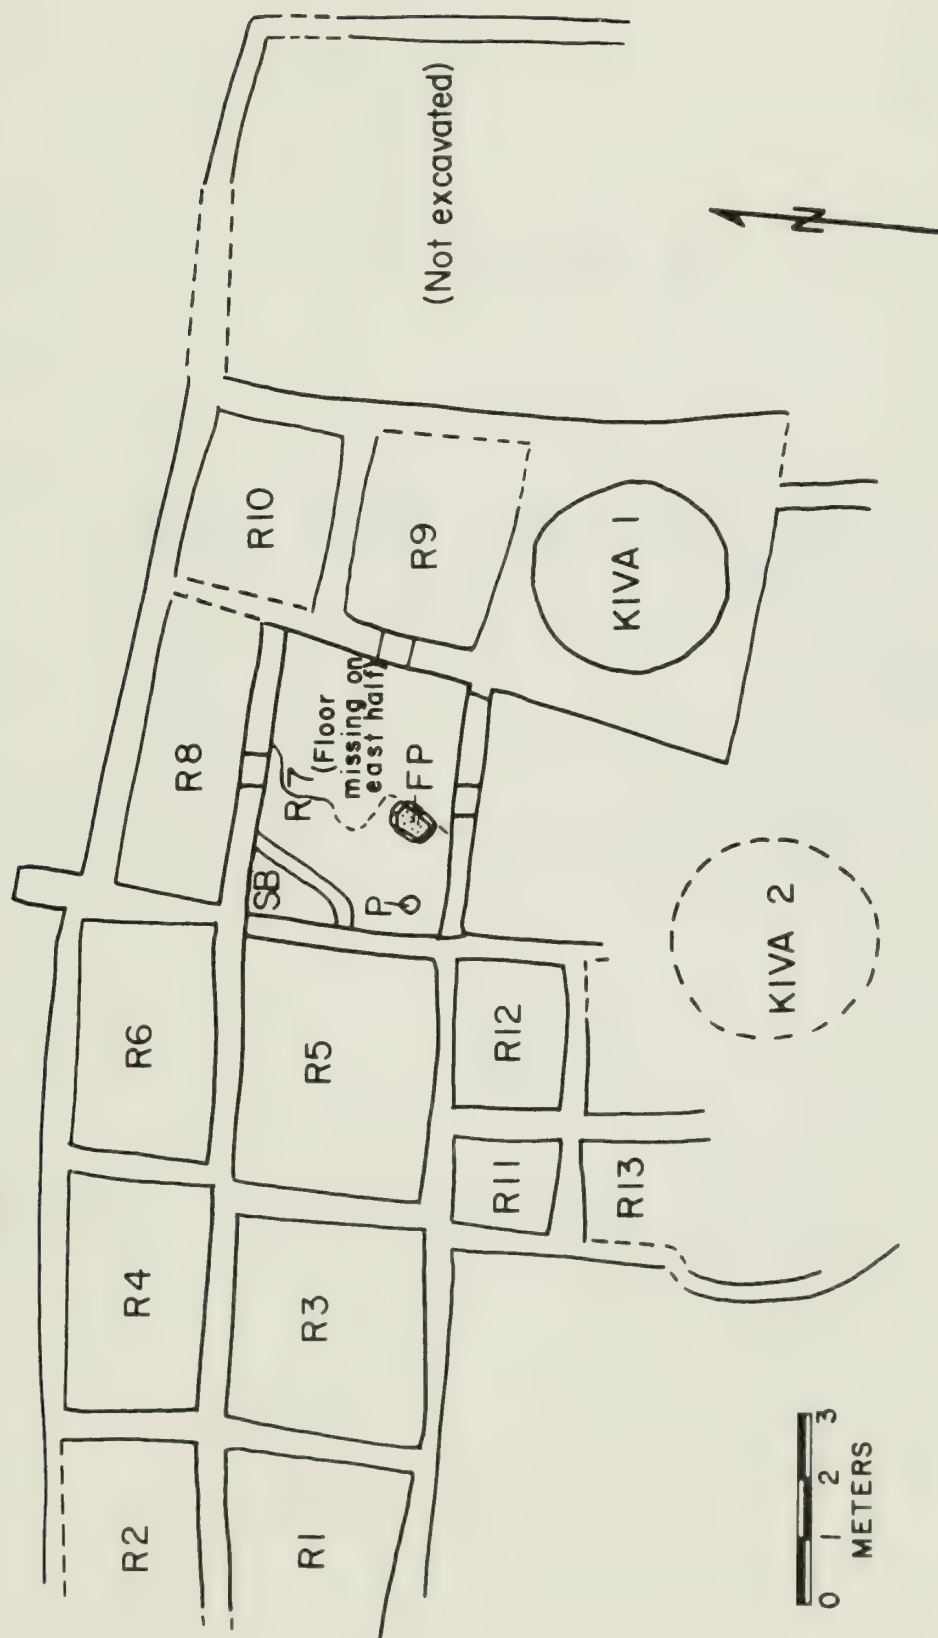 (Not excavated)
N
R10
R9
KIVA 1
R8
R7
(Floor
missing on
east half)
FP
SB
P
KIVA 2
R6
R5
R12
R4
R3
R11
R13
R2
R1
0 1 2 3
METERS